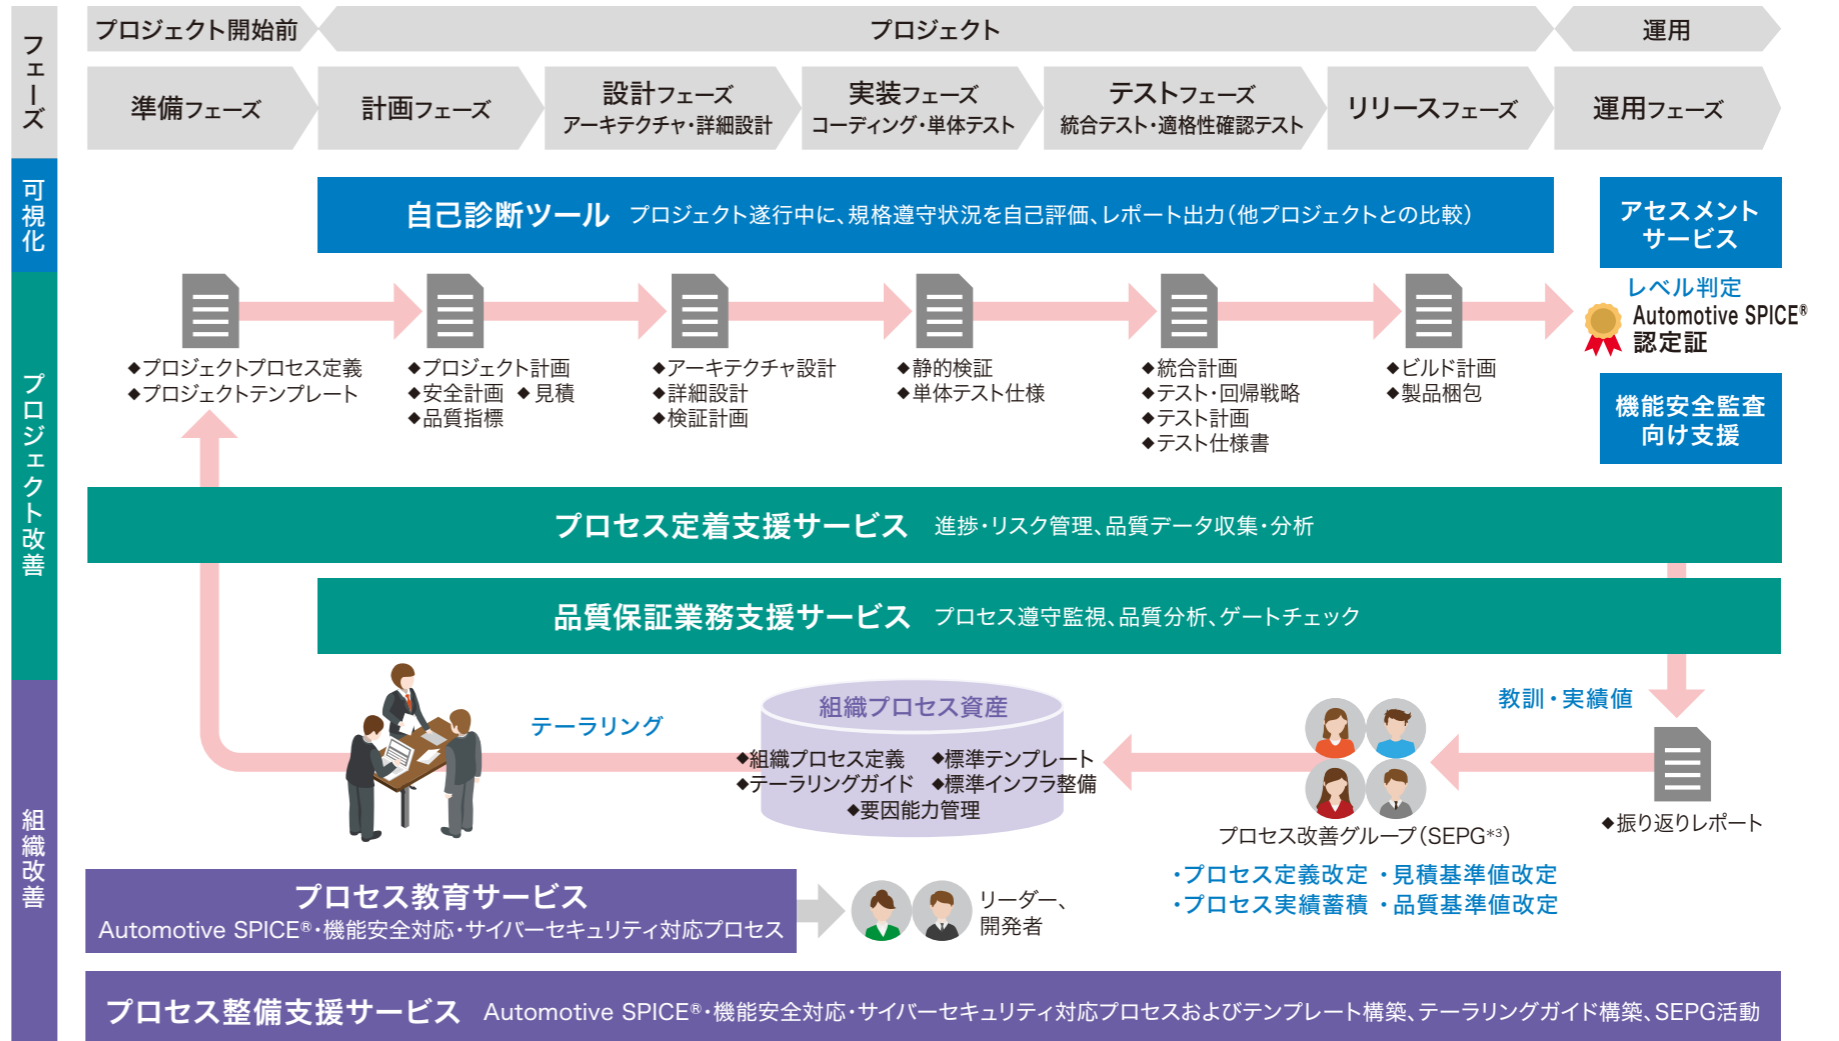 フェーズ
プロジェクト開始前
プロジェクト
運用
準備フェーズ
計画フェーズ
設計フェーズ
アーキテクチャ・詳細設計
実装フェーズ
コーディング・単体テスト
テストフェーズ
統合テスト・適格性確認テスト
リリースフェーズ
運用フェーズ
可視化
自己診断ツール プロジェクト遂行中に、規格遵守状況を自己評価、レポート出力(他プロジェクトとの比較)
アセスメント
サービス
レベル判定
Automotive SPICE®
認定証
機能安全監査
向け支援
プロジェクト改善
◆プロジェクトプロセス定義
◆プロジェクトテンプレート
◆プロジェクト計画
◆安全計画 ◆見積
◆品質指標
◆アーキテクチャ設計
◆詳細設計
◆検証計画
◆静的検証
◆単体テスト仕様
◆統合計画
◆テスト・回帰戦略
◆テスト計画
◆テスト仕様書
◆ビルド計画
◆製品梱包
プロセス定着支援サービス 進捗・リスク管理、品質データ収集・分析
品質保証業務支援サービス プロセス遵守監視、品質分析、ゲートチェック
組織改善
テーラリング
組織プロセス資産
◆組織プロセス定義 ◆標準テンプレート
◆テーラリングガイド ◆標準インフラ整備
◆要因能力管理
教訓・実績値
◆振り返りレポート
プロセス改善グループ(SEPG*3)
・プロセス定義改定 ・見積基準値改定
・プロセス実績蓄積 ・品質基準値改定
プロセス教育サービス
Automotive SPICE®・機能安全対応・サイバーセキュリティ対応プロセス
リーダー、
開発者
プロセス整備支援サービス Automotive SPICE®・機能安全対応・サイバーセキュリティ対応プロセスおよびテンプレート構築、テーラリングガイド構築、SEPG活動